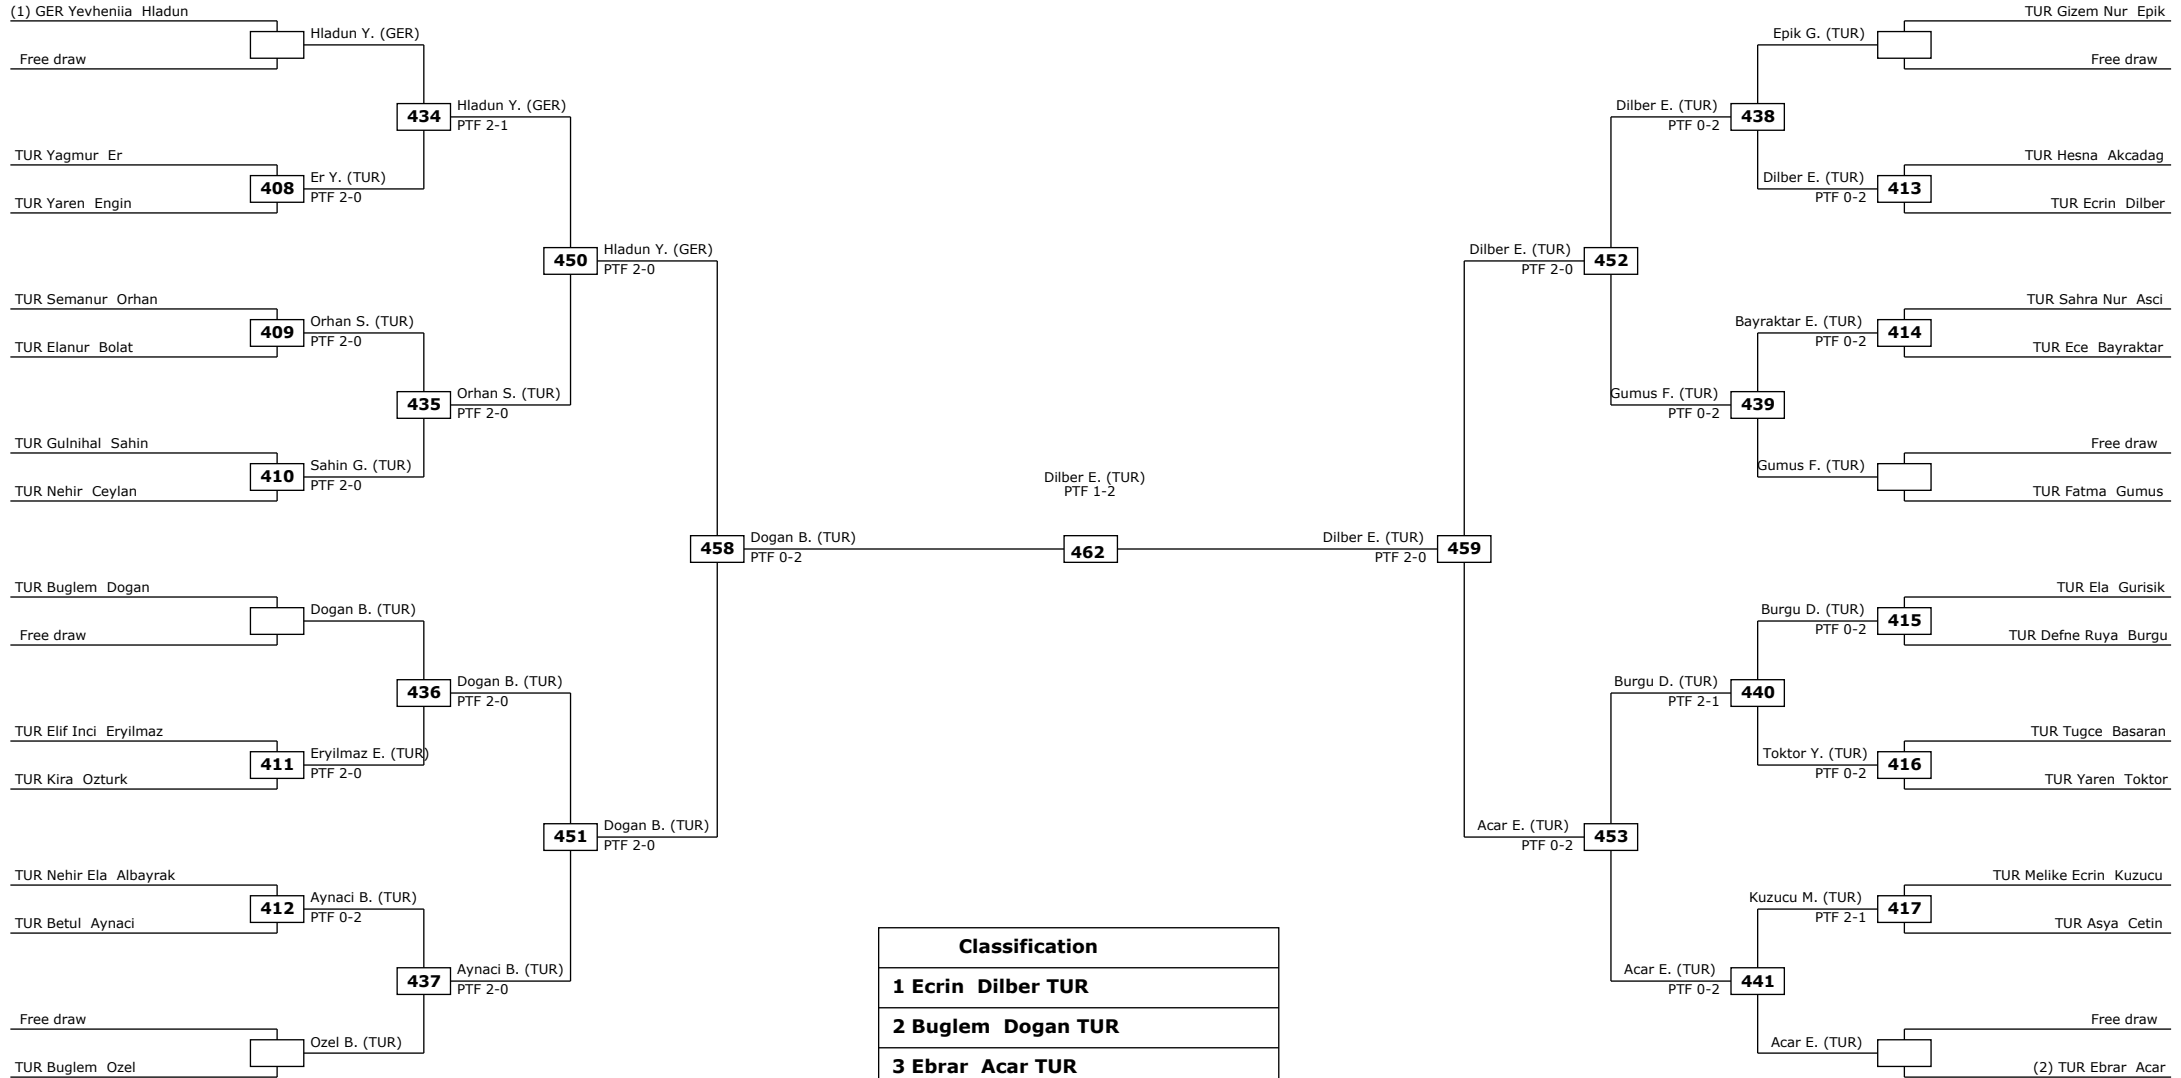 (1) GER Yevheniia Hladun
Free draw
Hladun Y. (GER)
434
Hladun Y. (GER)
PTF 2-1
TUR Yagmur Er
408
TUR Yaren Engin
Er Y. (TUR)
PTF 2-0
450
Hladun Y. (GER)
PTF 2-0
TUR Semanur Orhan
409
TUR Elanur Bolat
Orhan S. (TUR)
PTF 2-0
435
Orhan S. (TUR)
PTF 2-0
TUR Gulnihal Sahin
410
TUR Nehir Ceylan
Sahin G. (TUR)
PTF 2-0
458
Dogan B. (TUR)
PTF 0-2
TUR Buglem Dogan
Free draw
Dogan B. (TUR)
436
Dogan B. (TUR)
PTF 2-0
TUR Elif Inci Eryilmaz
411
TUR Kira Ozturk
Eryilmaz E. (TUR)
PTF 2-0
451
Dogan B. (TUR)
PTF 2-0
TUR Nehir Ela Albayrak
412
TUR Betul Aynaci
Aynaci B. (TUR)
PTF 0-2
437
Aynaci B. (TUR)
PTF 2-0
Free draw
TUR Buglem Ozel
Ozel B. (TUR)
Dilber E. (TUR)
PTF 1-2
462
TUR Gizem Nur Epik
Free draw
Epik G. (TUR)
438
Dilber E. (TUR)
PTF 0-2
TUR Hesna Akcadag
413
TUR Ecrin Dilber
Dilber E. (TUR)
PTF 0-2
452
Dilber E. (TUR)
PTF 2-0
TUR Sahra Nur Asci
414
TUR Ece Bayraktar
Bayraktar E. (TUR)
PTF 0-2
439
Gumus F. (TUR)
PTF 0-2
Free draw
TUR Fatma Gumus
Gumus F. (TUR)
459
Dilber E. (TUR)
PTF 2-0
TUR Ela Gurisik
415
TUR Defne Ruya Burgu
Burgu D. (TUR)
PTF 0-2
440
Burgu D. (TUR)
PTF 2-1
TUR Tugce Basaran
416
TUR Yaren Toktor
Toktor Y. (TUR)
PTF 0-2
453
Acar E. (TUR)
PTF 0-2
TUR Melike Ecrin Kuzucu
417
TUR Asya Cetin
Kuzucu M. (TUR)
PTF 2-1
441
Acar E. (TUR)
PTF 0-2
Free draw
(2) TUR Ebrar Acar
Acar E. (TUR)
Classification
1 Ecrin Dilber TUR
2 Buglem Dogan TUR
3 Ebrar Acar TUR